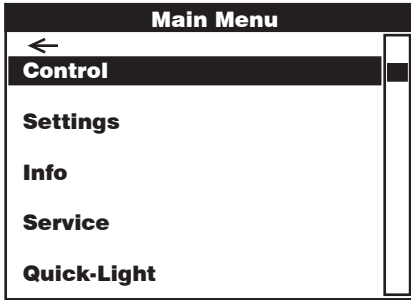 Main Menu
Control
Settings
Info
Service
Quick-Light